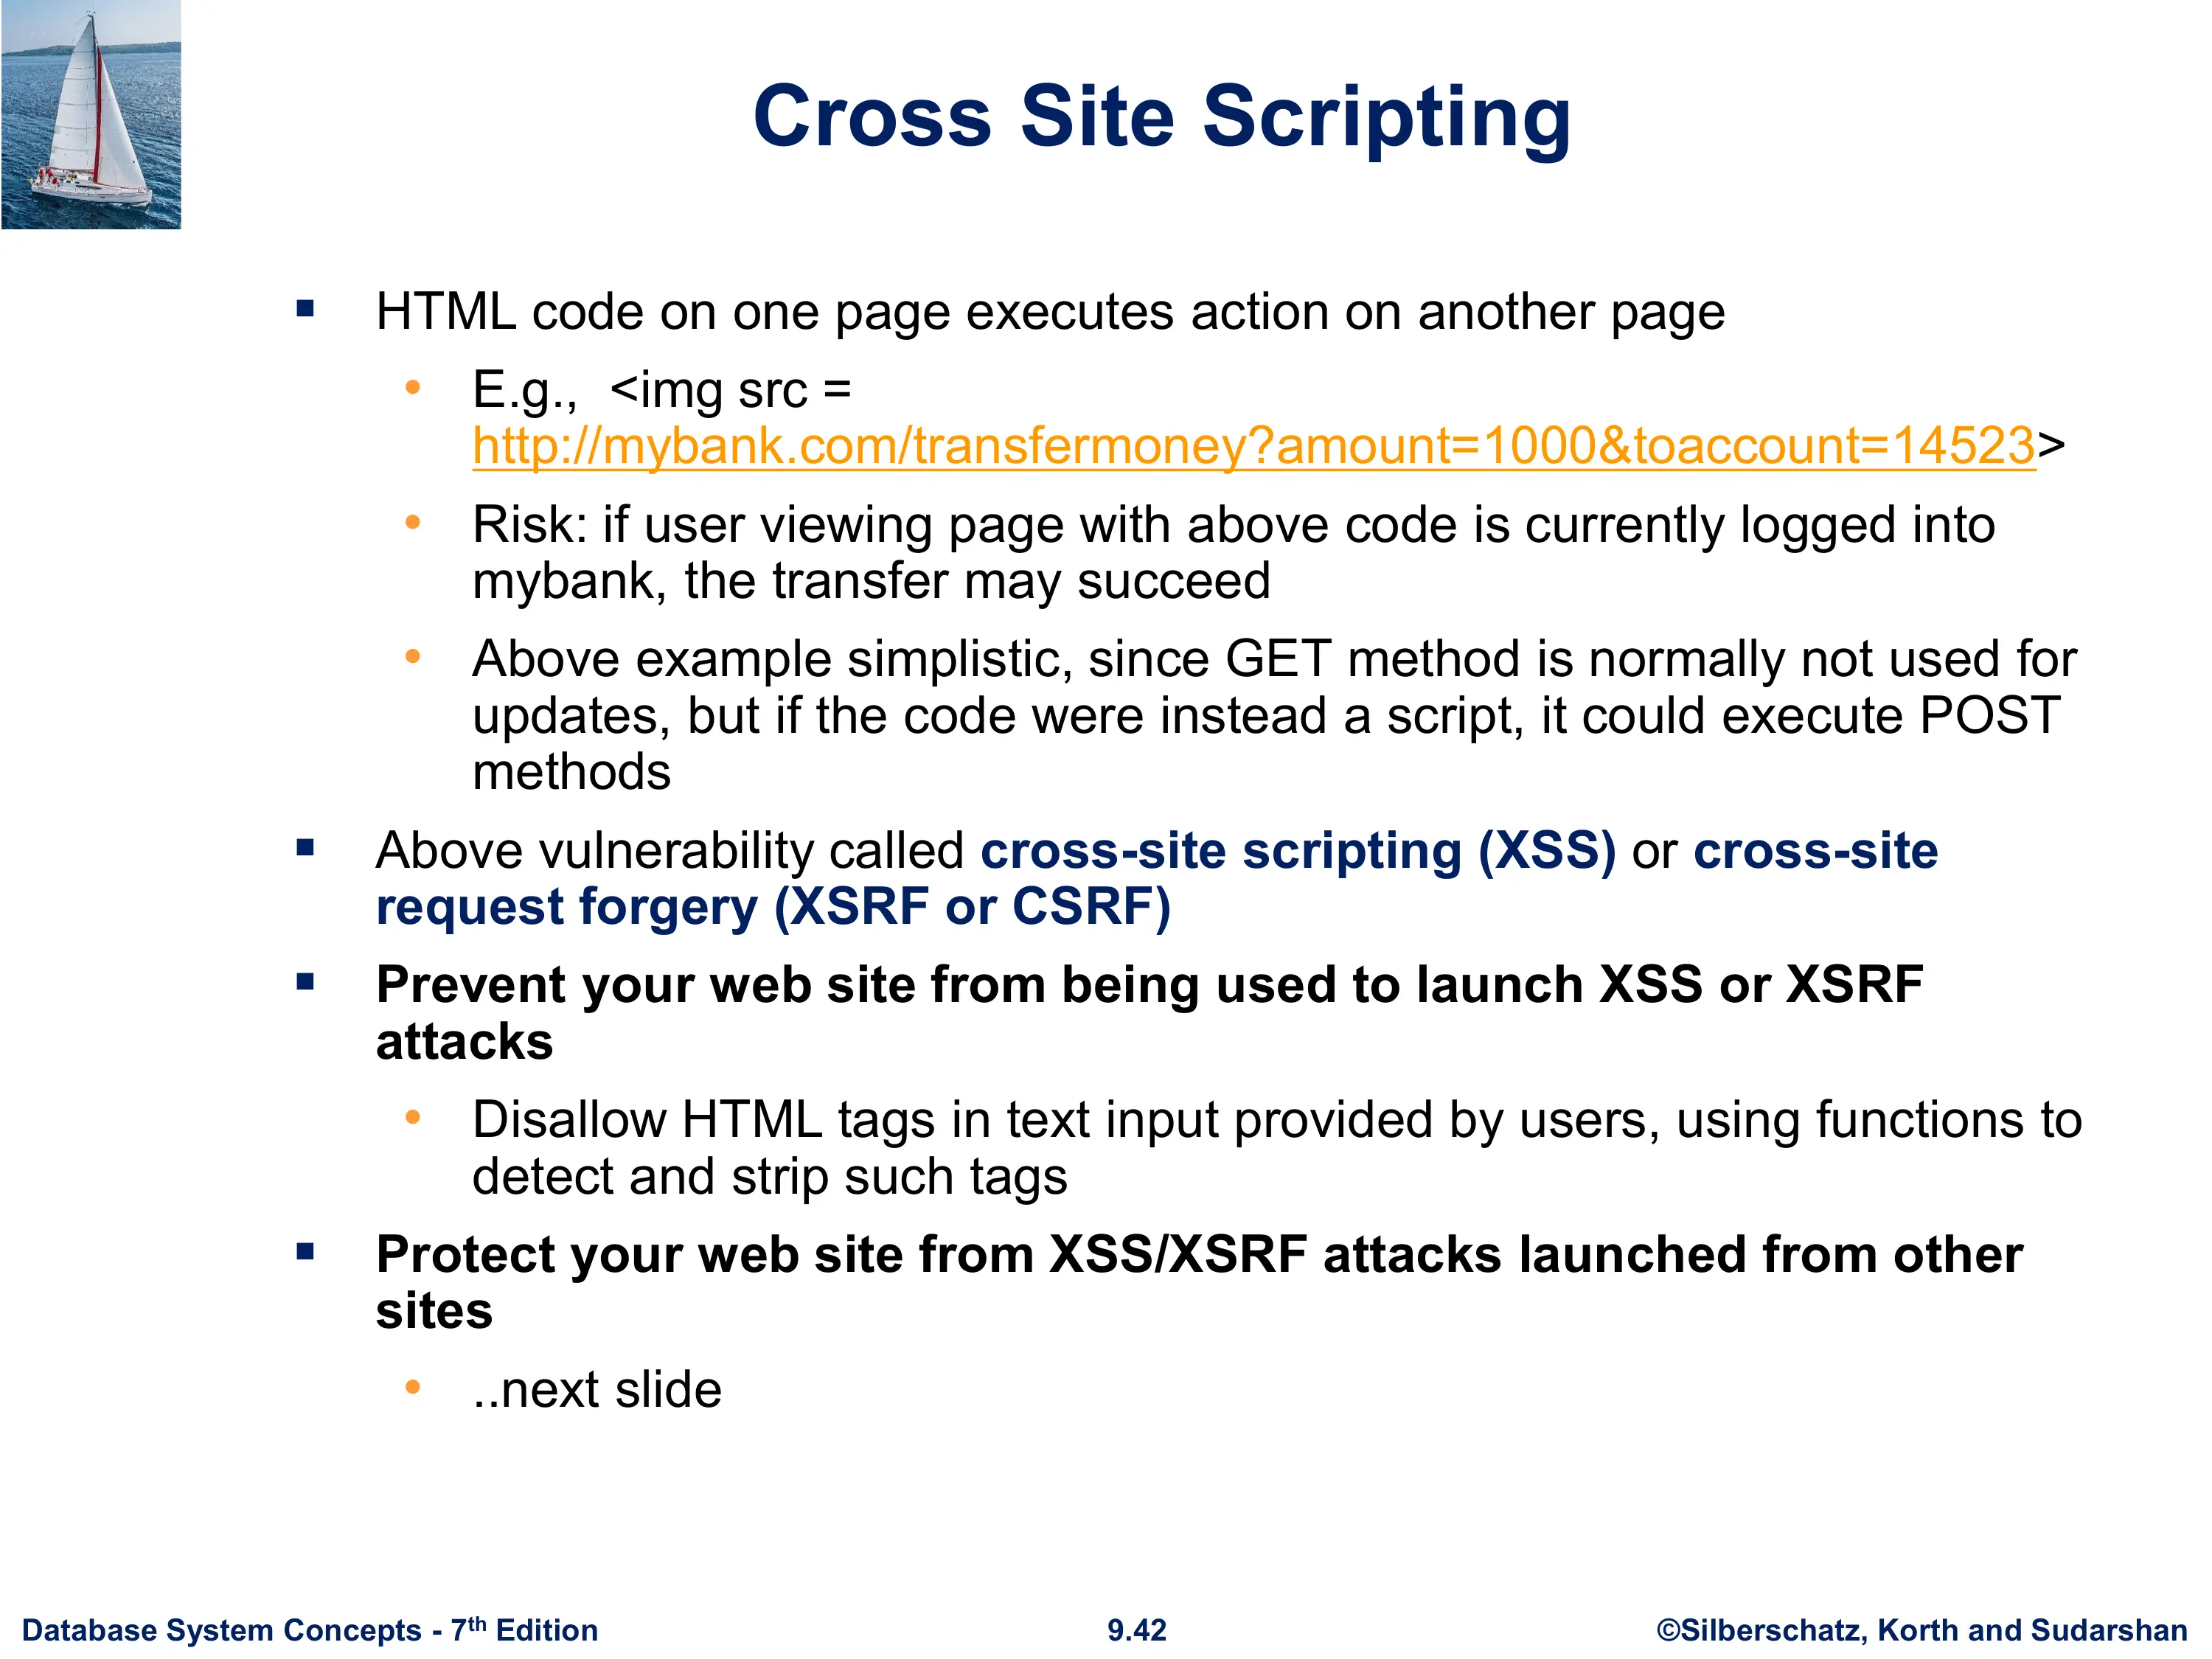 Cross Site Scripting
▪ HTML code on one page executes action on another page
• E.g., <img src =
http://mybank.com/transfermoney?amount=1000&toaccount=14523>
• Risk: if user viewing page with above code is currently logged into
mybank, the transfer may succeed
• Above example simplistic, since GET method is normally not used for
updates, but if the code were instead a script, it could execute POST
methods
▪ Above vulnerability called cross-site scripting (XSS) or cross-site
request forgery (XSRF or CSRF)
▪ Prevent your web site from being used to launch XSS or XSRF
attacks
• Disallow HTML tags in text input provided by users, using functions to
detect and strip such tags
▪ Protect your web site from XSS/XSRF attacks launched from other
sites
• ..next slide
Database System Concepts - 7th Edition
9.42
©Silberschatz, Korth and Sudarshan